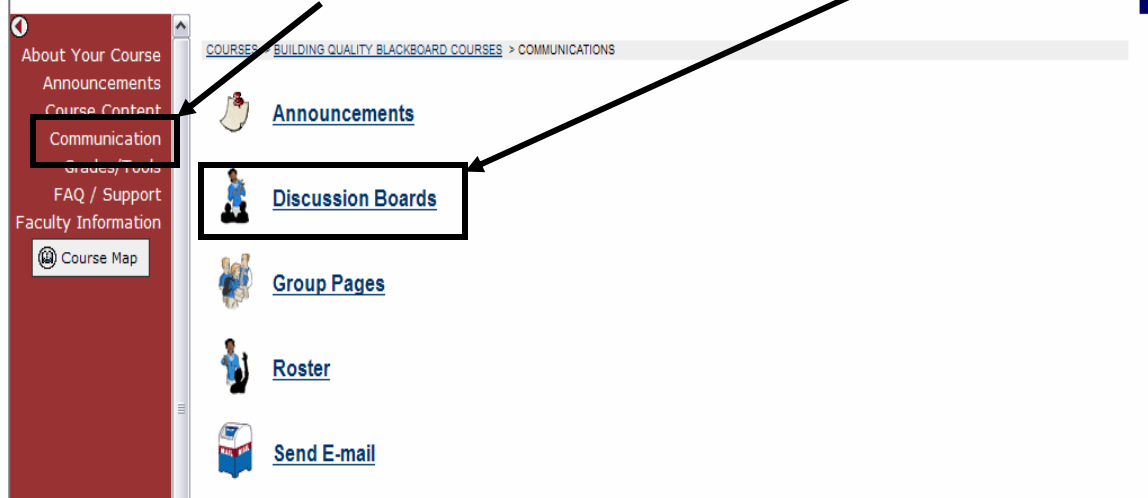 About Your Course
Announcements
Course Content
Communication
Grades/Tools
FAQ / Support
Faculty Information
Course Map
COURSES > BUILDING QUALITY BLACKBOARD COURSES > COMMUNICATIONS
Announcements
Discussion Boards
Group Pages
Roster
Send E-mail